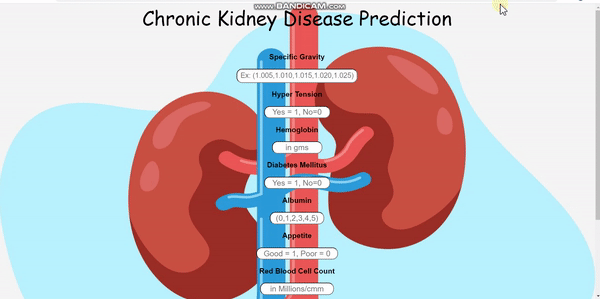 www.BANDICAM.com
Chronic Kidney Disease Prediction
Specific Gravity
Ex: (1.005,1.010,1.015,1.020,1.025)
Hyper Tension
Yes = 1, No=0
Hemoglobin
in gms
Diabetes Mellitus
Yes = 1, No=0
Albumin
(0,1,2,3,4,5)
Appetite
Good = 1, Poor = 0
Red Blood Cell Count
in Millions/cmm